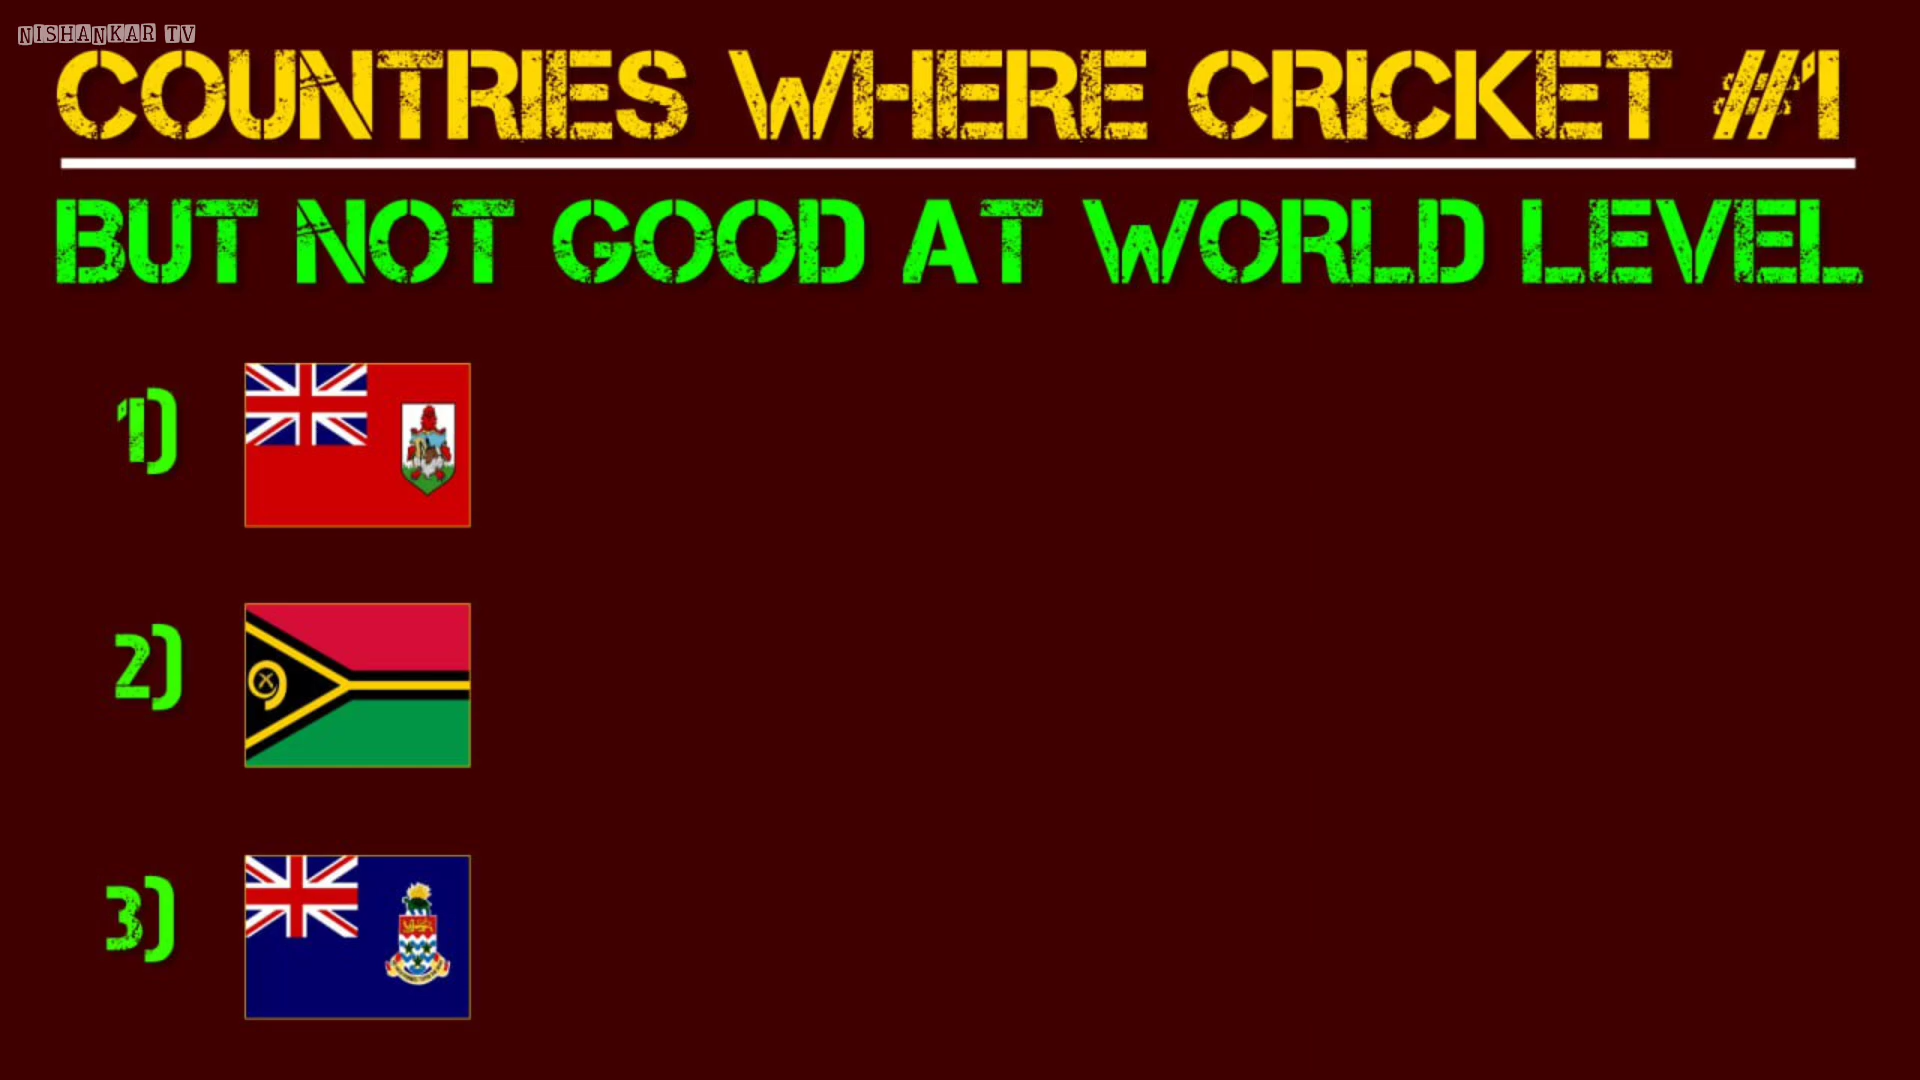 NISHANKAR TV
COUNTRIES WHERE CRICKET #1
BUT NOT GOOD AT WORLD LEVEL
1)
2)
3)